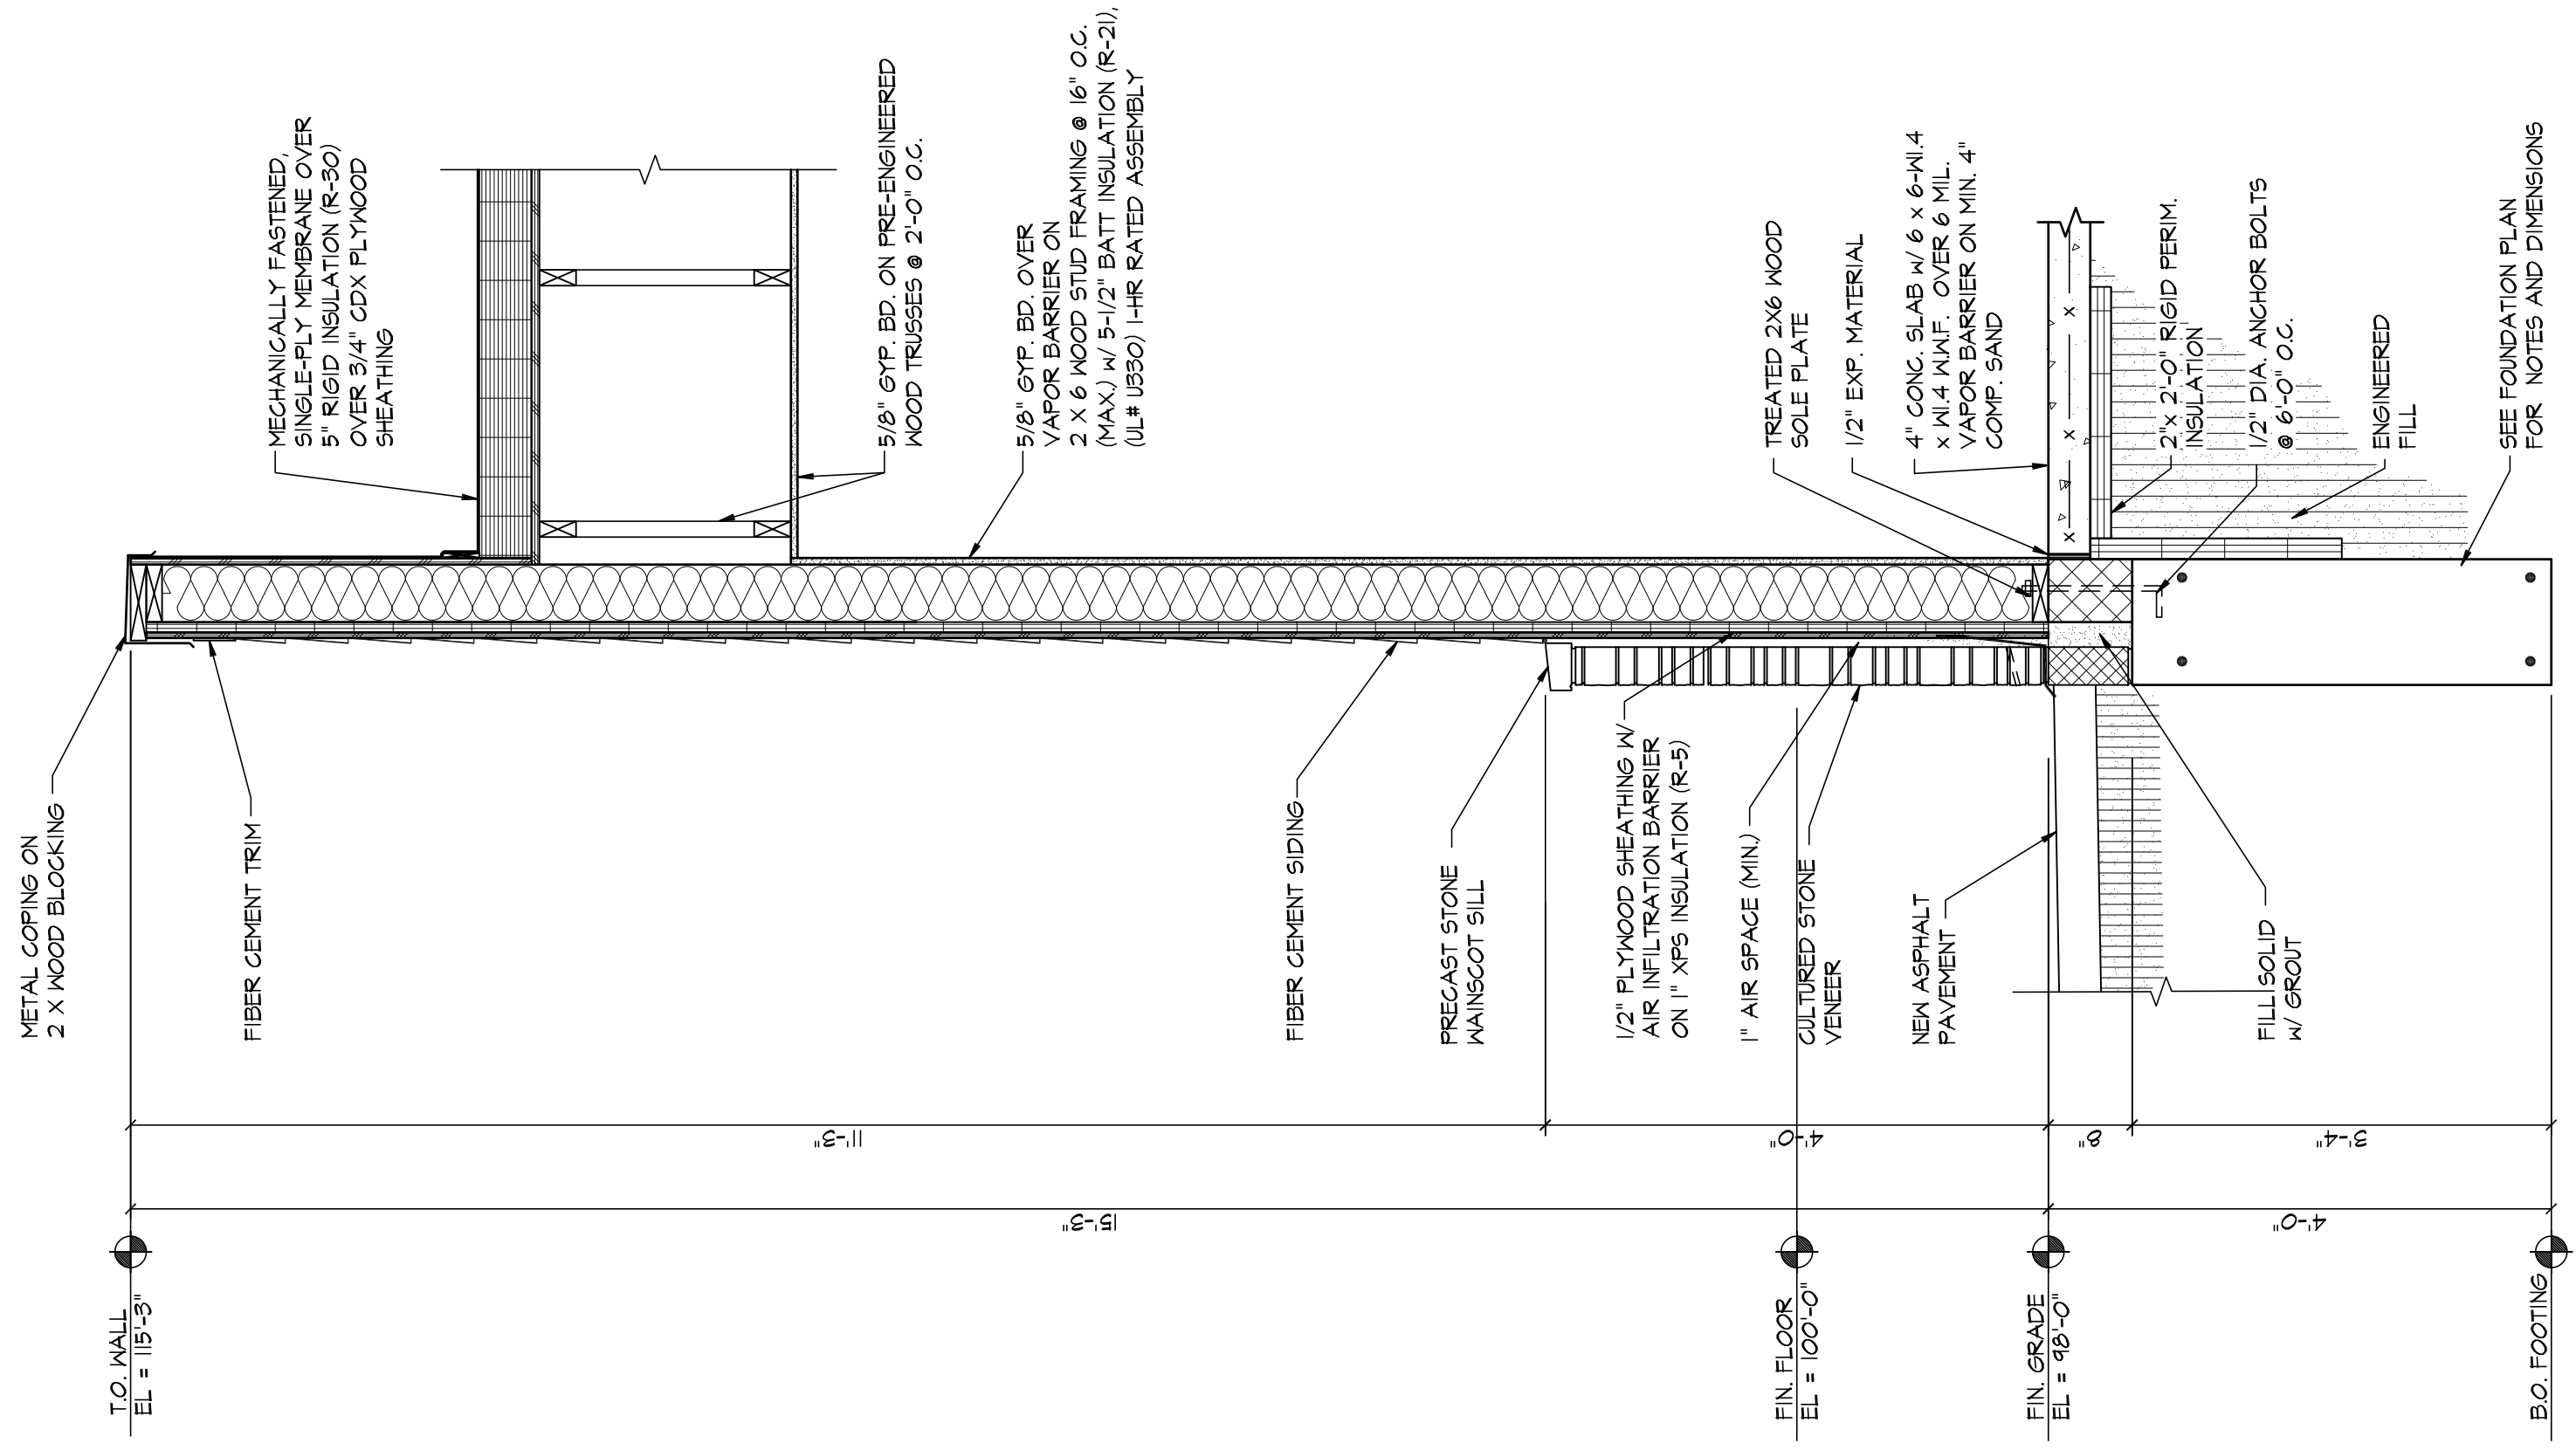 METAL COPING ON
2 X WOOD BLOCKING
FIBER CEMENT TRIM
FIBER CEMENT SIDING
PRECAST STONE
WAINSCOT SILL
1/2" PLYWOOD SHEATHING W/
AIR INFILTRATION BARRIER
ON 1" XPS INSULATION (R-5)
1" AIR SPACE (MIN.)
CULTURED STONE
VENEER
NEW ASPHALT
PAVEMENT
FILL SOLID
W/ GROUT
MECHANICALLY FASTENED,
SINGLE-PLY MEMBRANE OVER
5" RIGID INSULATION (R-30)
OVER 3/4" CDX PLYWOOD
SHEATHING
5/8" GYP. BD. ON PRE-ENGINEERED
WOOD TRUSSES @ 2'-0" O.C.
5/8" GYP. BD. OVER
VAPOR BARRIER ON
2 X 6 WOOD STUD FRAMING @ 16" O.C.
(MAX.) W/ 5-1/2" BATT INSULATION (R-21),
(UL# U330) 1-HR RATED ASSEMBLY
TREATED 2X6 WOOD
SOLE PLATE
1/2" EXP. MATERIAL
4" CONC. SLAB W/ 6 x 6-W1.4
x W1.4 W.W.F. OVER 6 MIL.
VAPOR BARRIER ON MIN. 4"
COMP. SAND
2"x 2'-0" RIGID PERIM.
INSULATION
1/2" DIA. ANCHOR BOLTS
@ 6'-0" O.C.
ENGINEERED
FILL
SEE FOUNDATION PLAN
FOR NOTES AND DIMENSIONS
11'-3"
4'-0"
8"
3'-4"
15'-3"
4'-0"
T.O. WALL
EL = 115'-3"
FIN. FLOOR
EL = 100'-0"
FIN. GRADE
EL = 98'-0"
B.O. FOOTING